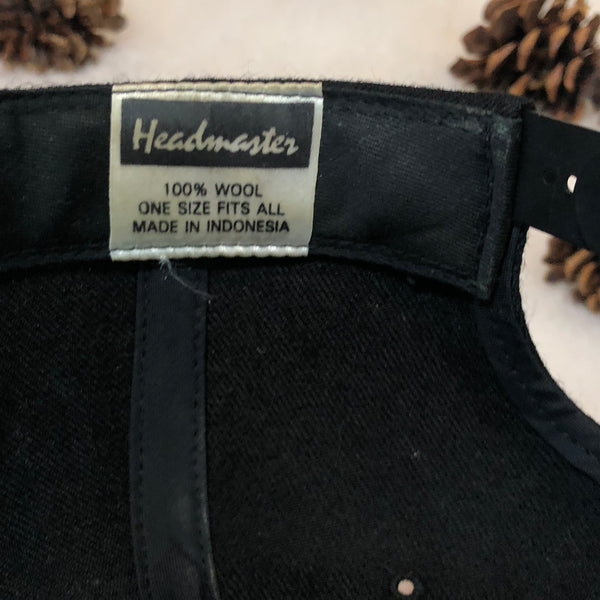 Headmaster
100% WOOL
ONE SIZE FITS ALL
MADE IN INDONESIA